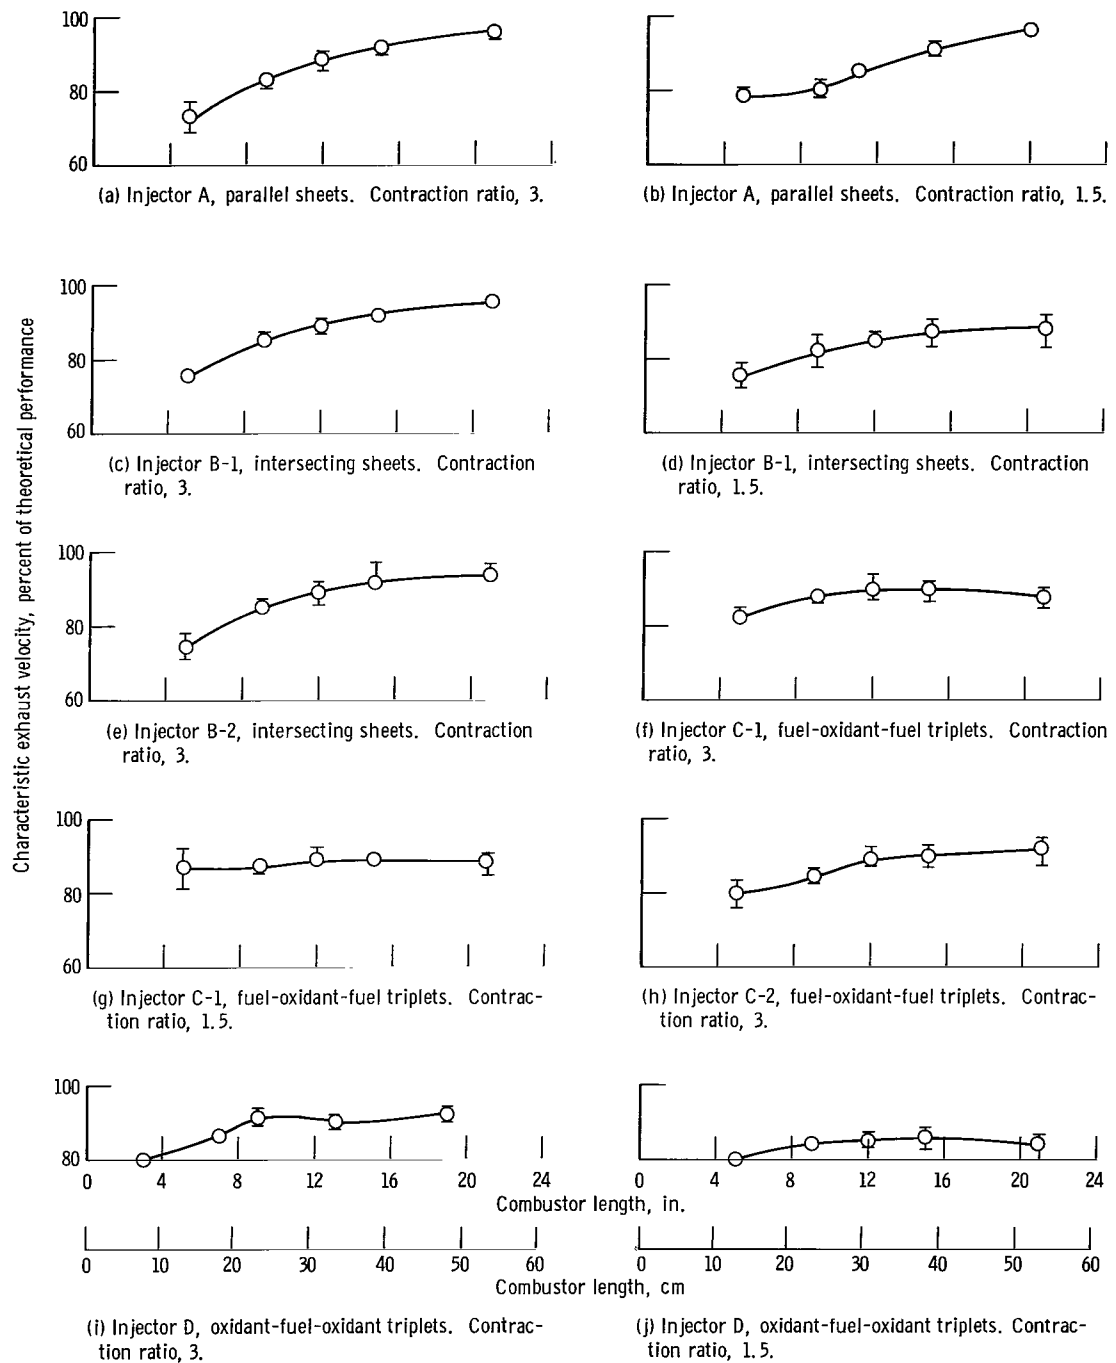 100
80
60
(a) Injector A, parallel sheets. Contraction ratio, 3.
(b) Injector A, parallel sheets. Contraction ratio, 1.5.
Characteristic exhaust velocity, percent of theoretical performance
100
80
60
(c) Injector B-1, intersecting sheets. Contraction
ratio, 3.
(d) Injector B-1, intersecting sheets. Contraction
ratio, 1.5.
100
80
60
(e) Injector B-2, intersecting sheets. Contraction
ratio, 3.
(f) Injector C-1, fuel-oxidant-fuel triplets. Contraction
ratio, 3.
100
80
60
(g) Injector C-1, fuel-oxidant-fuel triplets. Contrac-
tion ratio, 1.5.
(h) Injector C-2, fuel-oxidant-fuel triplets. Contrac-
tion ratio, 3.
100
80
0 4 8 12 16 20 24
0 4 8 12 16 20 24
Combustor length, in.
0 10 20 30 40 50 60
0 10 20 30 40 50 60
Combustor length, cm
(i) Injector D, oxidant-fuel-oxidant triplets. Contrac-
tion ratio, 3.
(j) Injector D, oxidant-fuel-oxidant triplets. Contrac-
tion ratio, 1.5.